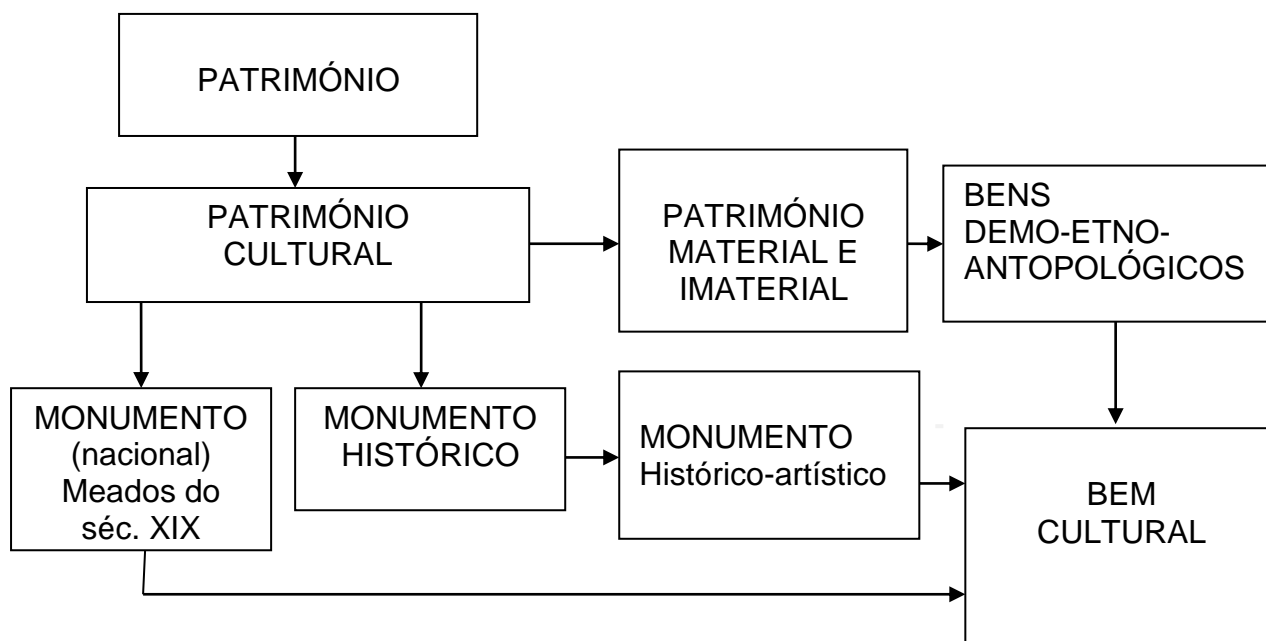 PATRIMÓNIO
PATRIMÓNIO
CULTURAL
PATRIMÓNIO
MATERIAL E
IMATERIAL
BENS
DEMO-ETNO-
ANTOPOLÓGICOS
MONUMENTO
(nacional)
Meados do
séc. XIX
MONUMENTO
HISTÓRICO
MONUMENTO
Histórico-artístico
BEM
CULTURAL